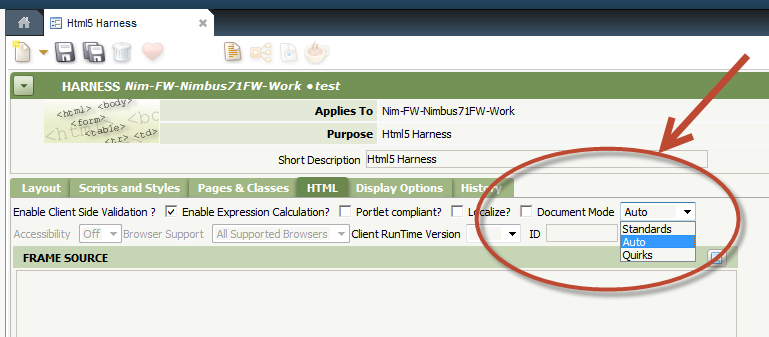 Html5 Harness
HARNESS Nim-FW-Nimbus71FW-Work • test
<html> <body>
<form>
<table>
<tr> <td>
Applies To Nim-FW-Nimbus71FW-Work
Purpose Html5 Harness
Short Description Html5 Harness
Layout Scripts and Styles Pages & Classes HTML Display Options History
Enable Client Side Validation ? Enable Expression Calculation? Portlet compliant? Localize? Document Mode Auto
Standards
Auto
Quirks
Accessibility Off Browser Support All Supported Browsers Client RunTime Version ID
FRAME SOURCE